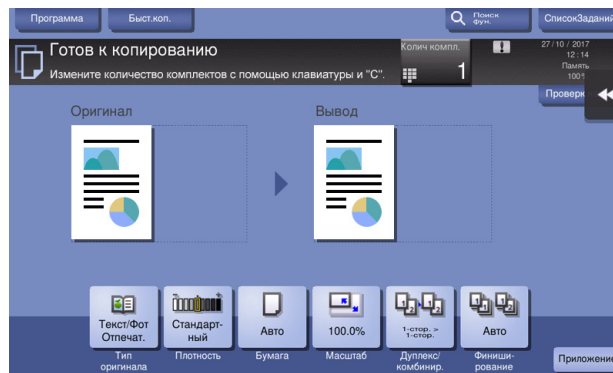 Программа
Быст.коп.
Поиск
фун.
СписокЗаданий
Готов к копированию
Измените количество комплектов с помощью клавиатуры и "С".
Колич компл.
1
27/10 / 2017
12:14
Память
100%
Проверк
Оригинал
Вывод
Текст/Фот
Отпечат.
Стандарт-
ный
Авто
100.0%
1-стор. >
1-стор.
Авто
Тип
оригинала
Плотность
Бумага
Масштаб
Дуплекс/
комбинир.
Финиши-
рование
Приложение